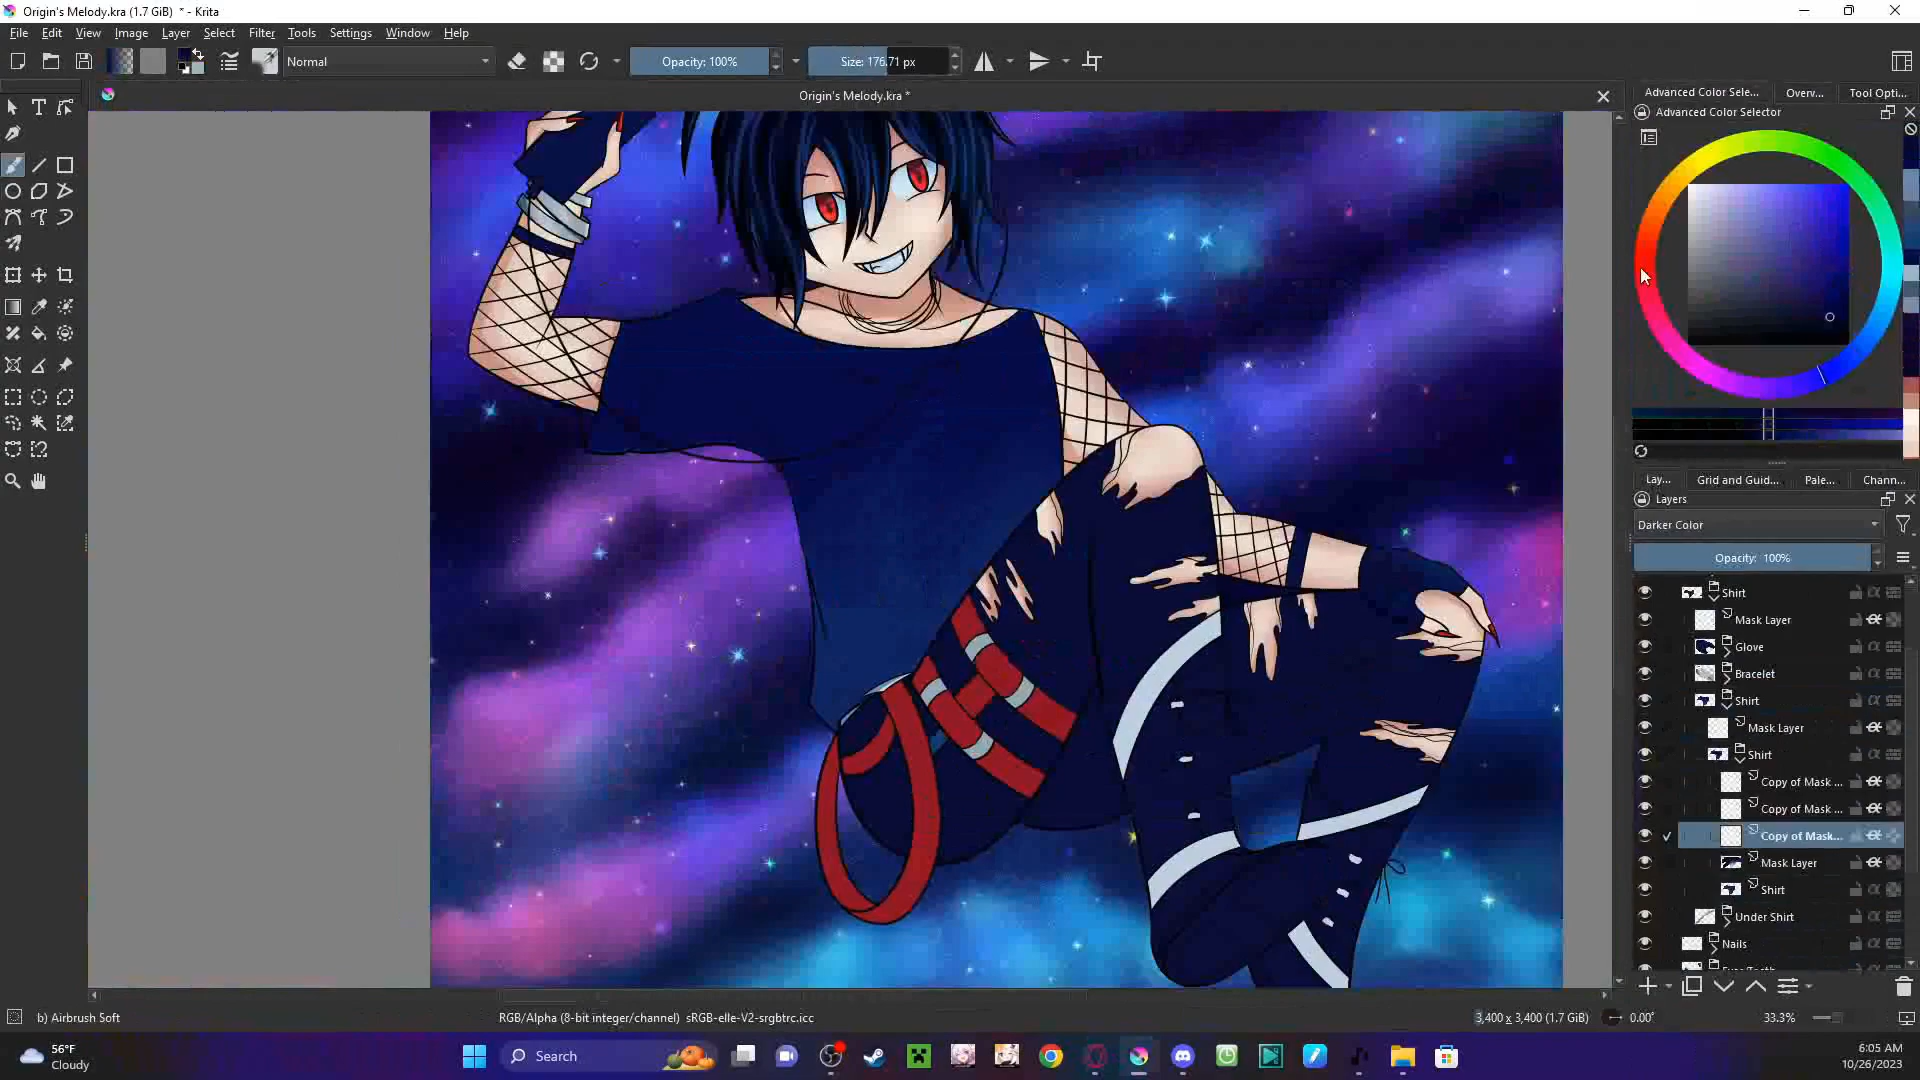 Origin's Melody.kra (1.7 GiB) * - Krita
File Edit View Image Layer Select Filter Tools Settings Window Help
Normal
Opacity: 100%
Size: 176.71 px
Origin's Melody.kra *
Advanced Color Sele... Overv... Tool Opti...
Advanced Color Selector
Lay... Grid and Guid... Pale... Chann...
Layers
Darker Color
Opacity: 100%
Shirt
Mask Layer
Glove
Bracelet
Shirt
Mask Layer
Shirt
Copy of Mask ...
Copy of Mask ...
Copy of Mask...
Mask Layer
Shirt
Under Shirt
Nails
b) Airbrush Soft
RGB/Alpha (8-bit integer/channel) sRGB-elle-V2-srgbtrc.icc
3,400 x 3,400 (1.7 GiB)
0.00°
33.3%
56°F
Cloudy
Search
6:05 AM
10/26/2023